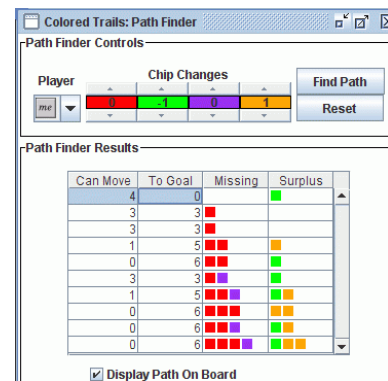 Colored Trails: Path Finder
Path Finder Controls
Player Chip Changes
me 0 -1 0 1 Find Path
Reset
Path Finder Results
Can Move To Goal Missing Surplus
4 0
3 3
3 3
1 5
0 6
3 3
1 5
0 6
0 6
0 6
Display Path On Board